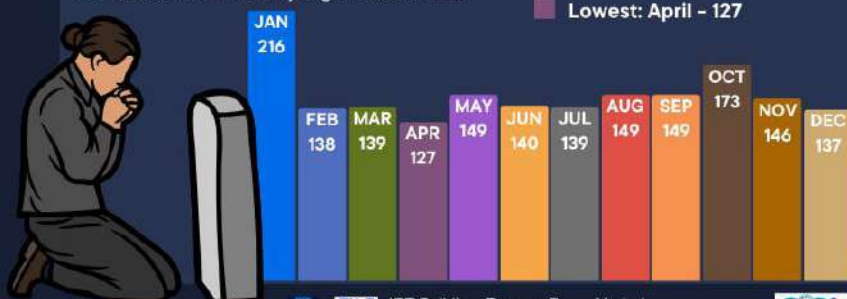 Lowest: April - 127
JAN
216
FEB
138
MAR
139
APR
127
MAY
149
JUN
140
JUL
139
AUG
149
SEP
149
OCT
173
NOV
146
DEC
137